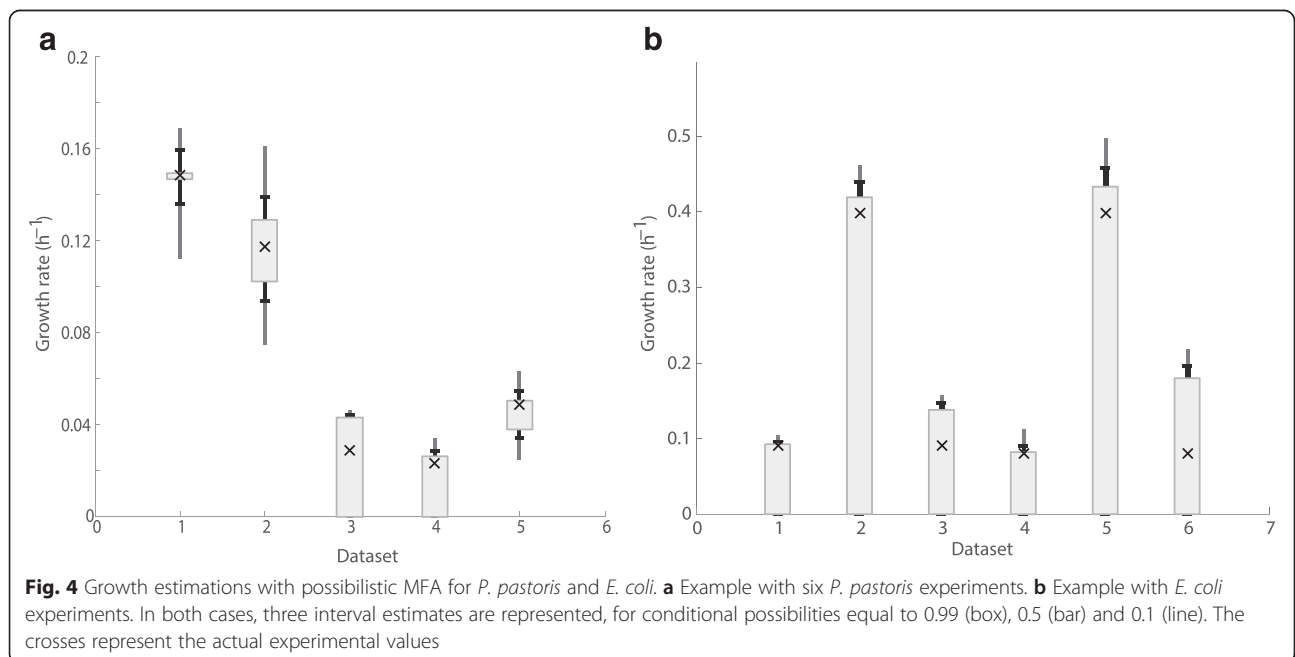 a
b
0.2
0.16
0.12
0.08
0.04
0
Growth rate (h⁻¹)
0 1 2 3 4 5 6
Dataset
0.5
0.4
0.3
0.2
0.1
0
Growth rate (h⁻¹)
0 1 2 3 4 5 6 7
Dataset
Fig. 4 Growth estimations with possibilistic MFA for P. pastoris and E. coli. a Example with six P. pastoris experiments. b Example with E. coli
experiments. In both cases, three interval estimates are represented, for conditional possibilities equal to 0.99 (box), 0.5 (bar) and 0.1 (line). The
crosses represent the actual experimental values